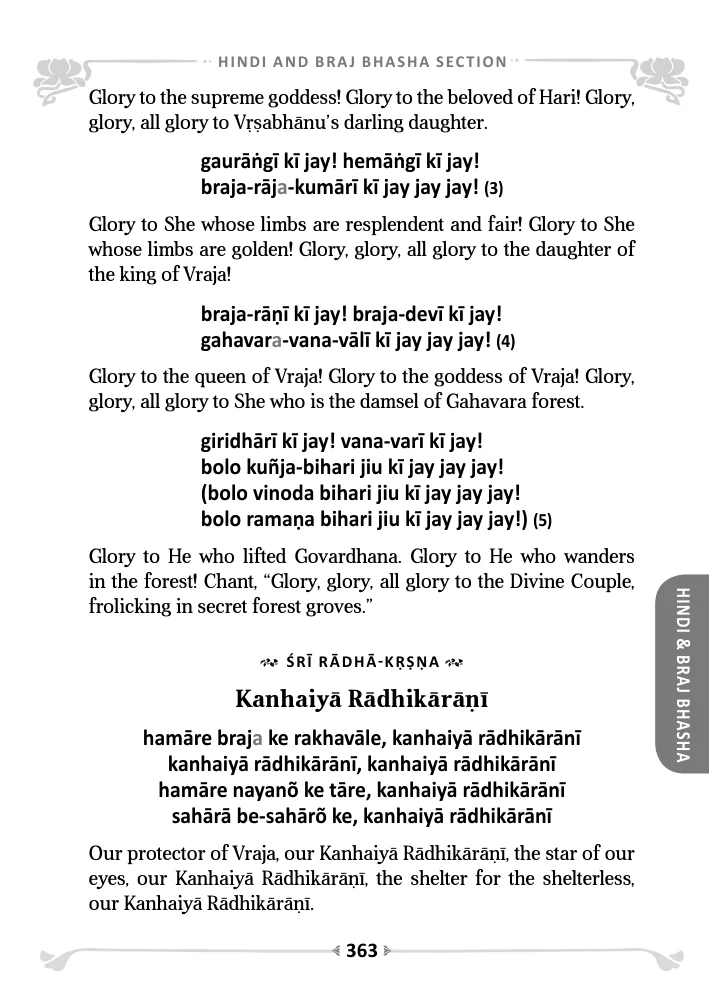 HINDI AND BRAJ BHASHA SECTION
Glory to the supreme goddess! Glory to the beloved of Hari! Glory,
glory, all glory to Vṛṣabhānu’s darling daughter.
gaurāṅgī kī jay! hemāṅgī kī jay!
braja-rāja-kumārī kī jay jay jay! (3)
Glory to She whose limbs are resplendent and fair! Glory to She
whose limbs are golden! Glory, glory, all glory to the daughter of
the king of Vraja!
braja-rāṇī kī jay! braja-devī kī jay!
gahavara-vana-vālī kī jay jay jay! (4)
Glory to the queen of Vraja! Glory to the goddess of Vraja! Glory,
glory, all glory to She who is the damsel of Gahavara forest.
giridhārī kī jay! vana-varī kī jay!
bolo kuñja-bihari jiu kī jay jay jay!
(bolo vinoda bihari jiu kī jay jay jay!
bolo ramaṇa bihari jiu kī jay jay jay!) (5)
Glory to He who lifted Govardhana. Glory to He who wanders
in the forest! Chant, “Glory, glory, all glory to the Divine Couple,
frolicking in secret forest groves.”
HINDI & BRAJ BHASHA
ŚRĪ RĀDHĀ-KṚṢṆA
Kanhaiyā Rādhikārāṇī
hamāre braja ke rakhavāle, kanhaiyā rādhikārānī
kanhaiyā rādhikārānī, kanhaiyā rādhikārānī
hamāre nayanõ ke tāre, kanhaiyā rādhikārānī
sahārā be-sahārõ ke, kanhaiyā rādhikārānī
Our protector of Vraja, our Kanhaiyā Rādhikārāṇī, the star of our
eyes, our Kanhaiyā Rādhikārāṇī, the shelter for the shelterless,
our Kanhaiyā Rādhikārāṇī.
363